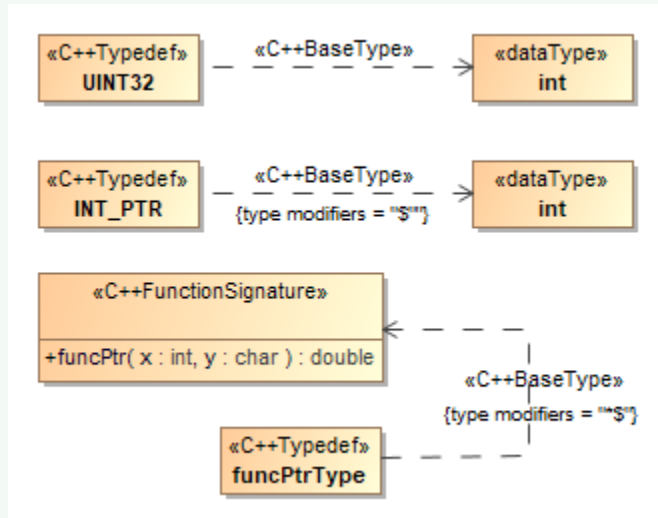 «C++Typedef»
UINT32
«C++BaseType»
«dataType»
int
«C++Typedef»
INT_PTR
«C++BaseType»
{type modifiers = "$*"}
«dataType»
int
«C++FunctionSignature»
+funcPtr( x : int, y : char ) : double
«C++BaseType»
{type modifiers = "*$"}
«C++Typedef»
funcPtrType